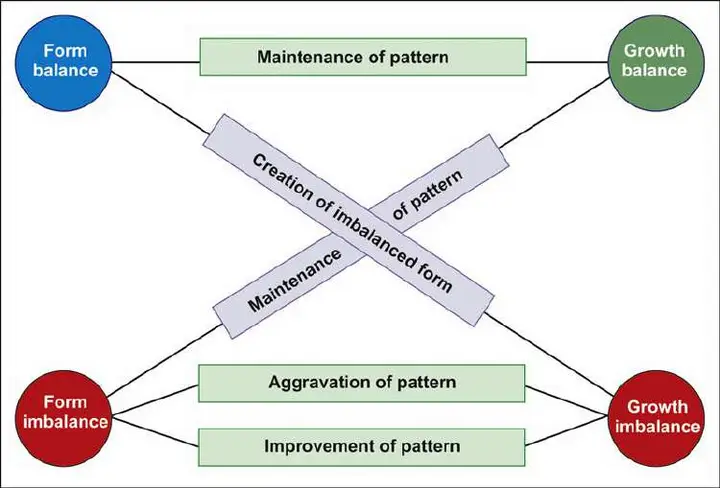 Form
balance
Maintenance of pattern
Growth
balance
Creation of imbalanced form
Maintenance of pattern
Form
imbalance
Aggravation of pattern
Improvement of pattern
Growth
imbalance